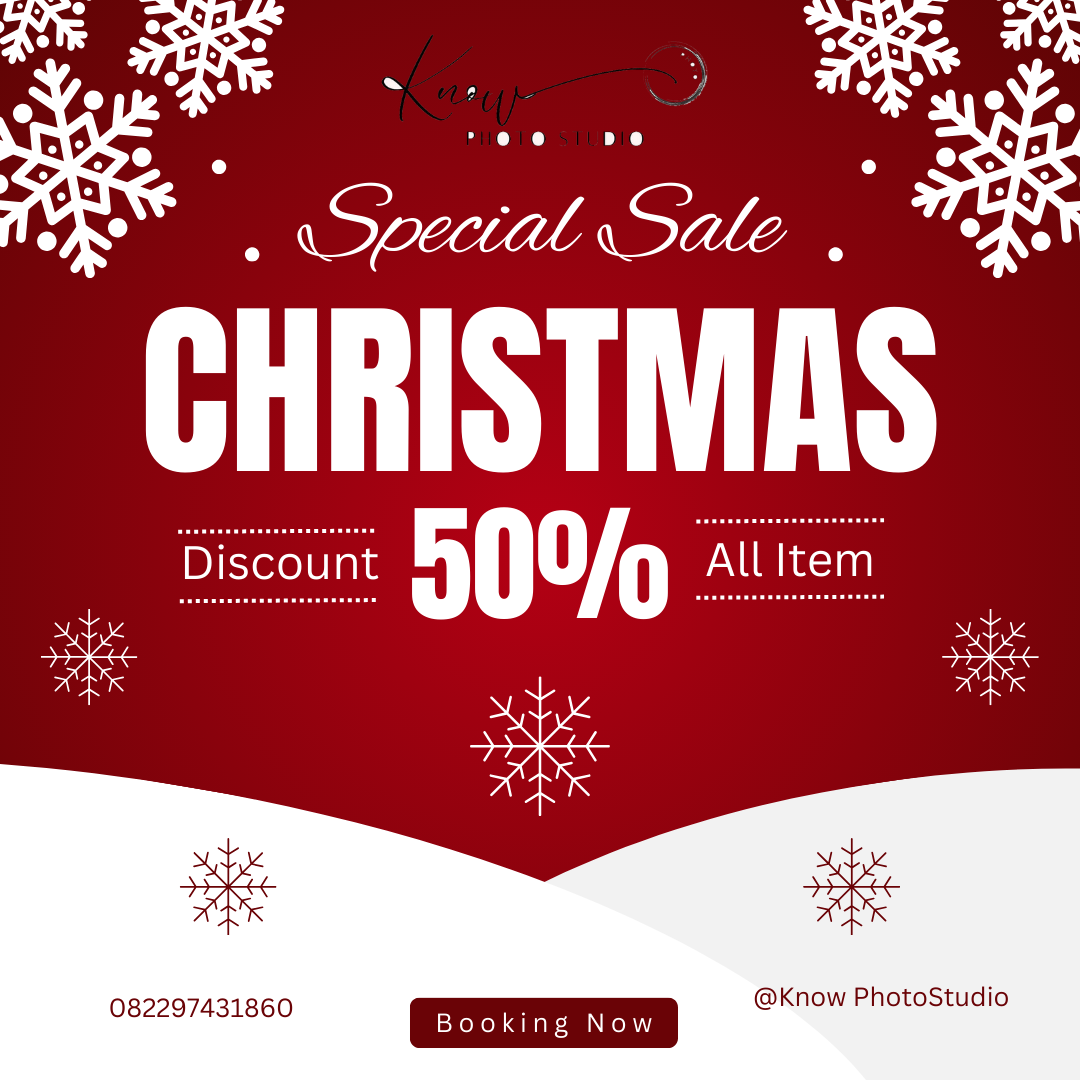 Know
PHOTO STUDIO
Special Sale
CHRISTMAS
Discount 50% All Item
082297431860
Booking Now
@Know PhotoStudio